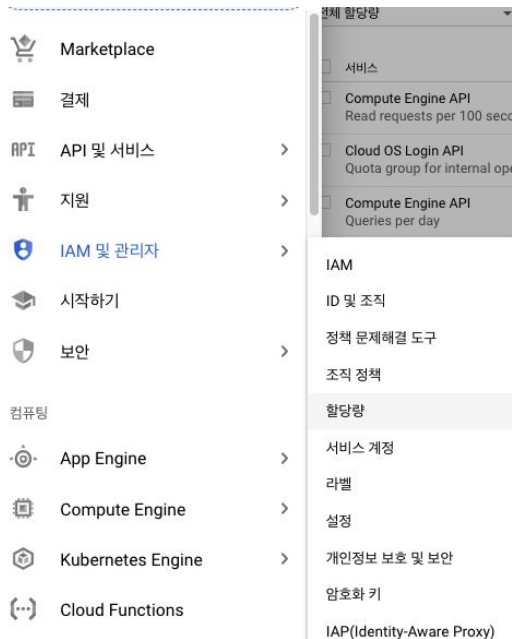 Marketplace
결제
API API 및 서비스
지원
IAM 및 관리자
시작하기
보안
컴퓨팅
App Engine
Compute Engine
Kubernetes Engine
Cloud Functions
전체 할당량
서비스
Compute Engine API
Read requests per 100 seco
Cloud OS Login API
Quota group for internal ope
Compute Engine API
Queries per day
IAM
ID 및 조직
정책 문제해결 도구
조직 정책
할당량
서비스 계정
라벨
설정
개인정보 보호 및 보안
암호화 키
IAP(Identity-Aware Proxy)